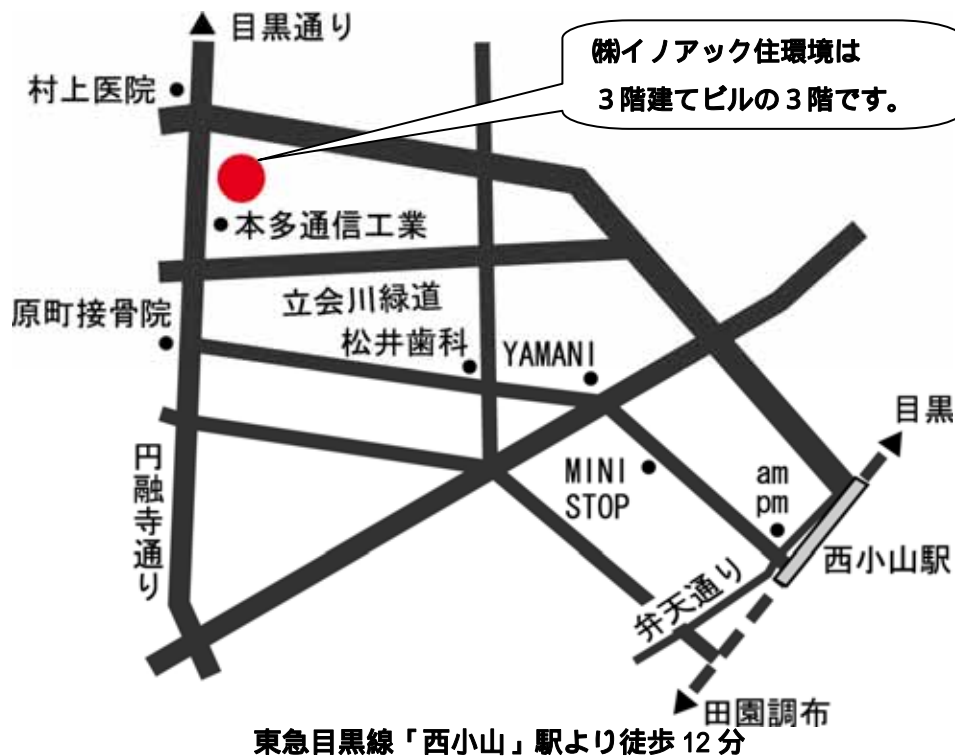 目黒通り
㈱イノアック住環境は
3階建てビルの3階です。
村上医院
本多通信工業
立会川緑道
原町接骨院
松井歯科
YAMANI
目黒
円融寺通り
MINI
STOP
am
pm
西小山駅
弁天通り
田園調布
東急目黒線「西小山」駅より徒歩 12 分